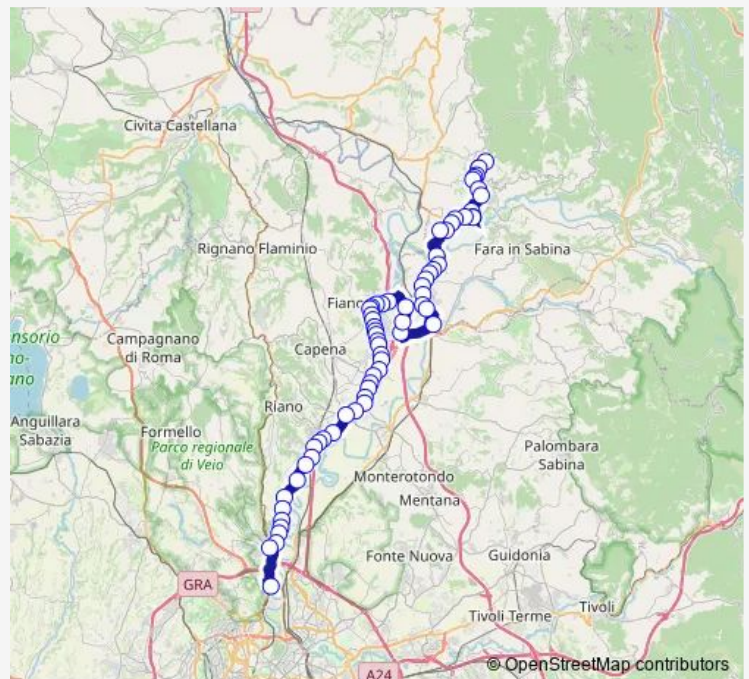 Civita Castellana
Rignano Flaminio
Fara in Sabina
Fiano
Capena
Campagnano
di Roma
Riano
Anguillara
Sabazia
Formello
Parco regionale
di Veio
Palombara
Sabina
Monterotondo
Mentana
Fonte Nuova
Guidonia
GRA
Tivoli
Tivoli Terme
A24
© OpenStreetMap contributors